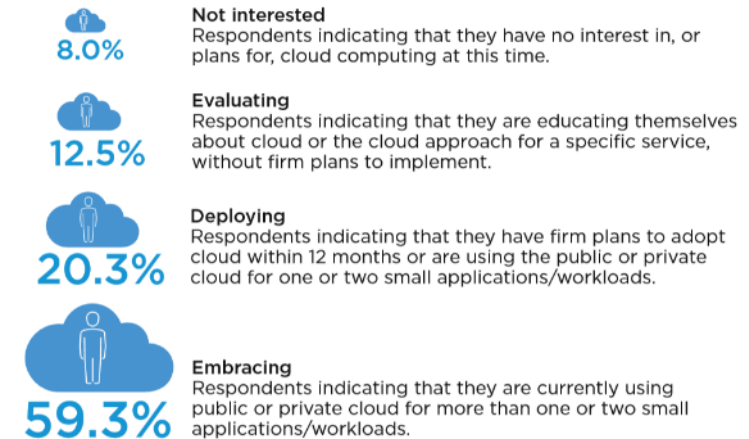 Not interested
Respondents indicating that they have no interest in, or
8.0%
plans for, cloud computing at this time.
Evaluating
Respondents indicating that they are educating themselves
about cloud or the cloud approach for a specific service,
12.5%
without firm plans to implement.
Deploying
Respondents indicating that they have firm plans to adopt
cloud within 12 months or are using the public or private
20.3%
cloud for one or two small applications/workloads.
Embracing
Respondents indicating that they are currently using
public or private cloud for more than one or two small
59.3%
applications/workloads.